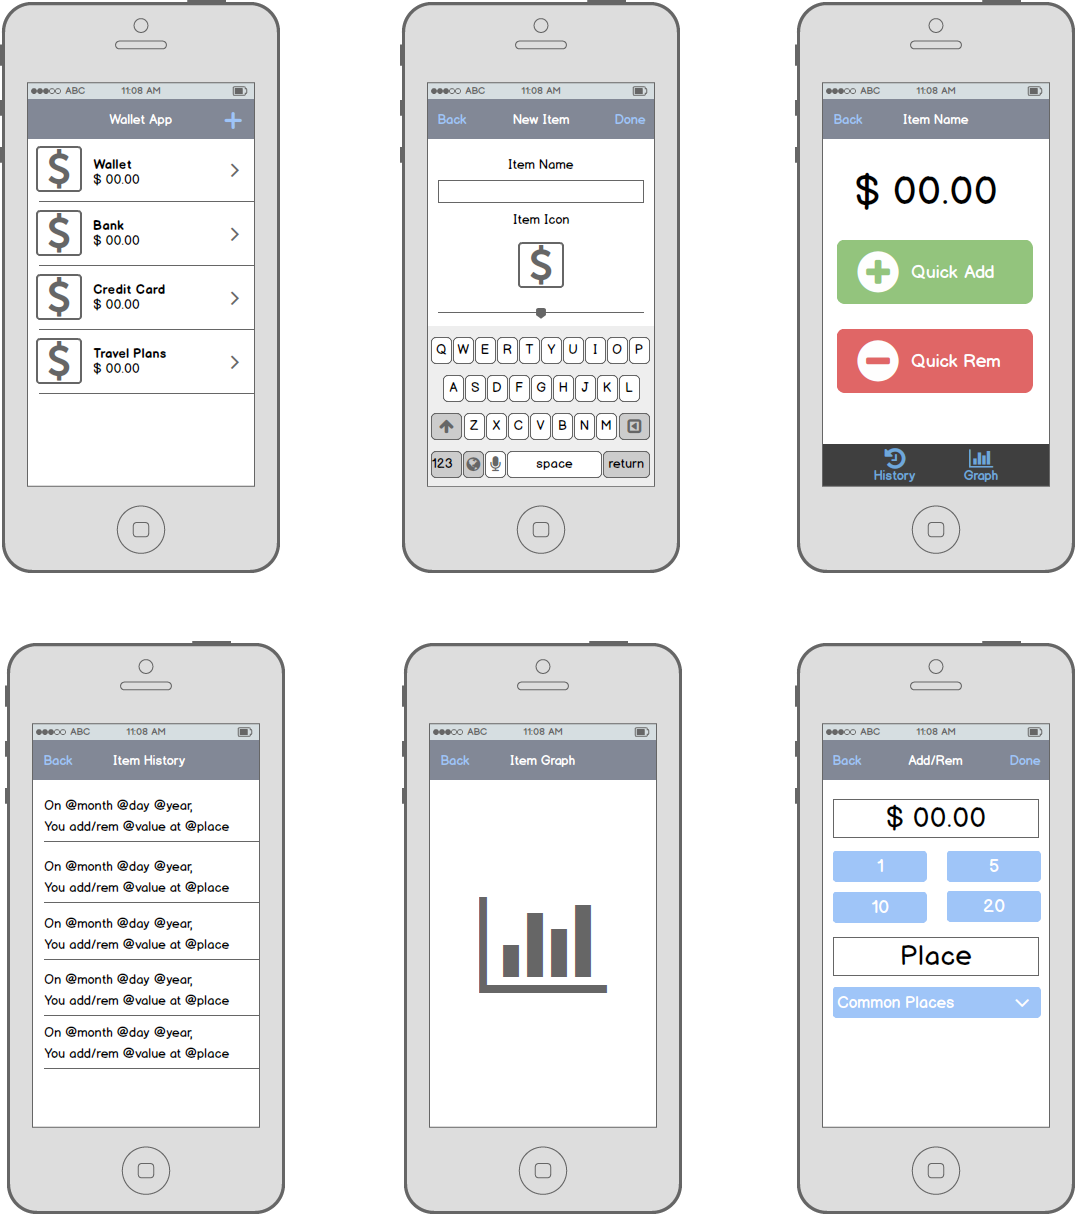 ABC 11:08 AM
Wallet App
$ Wallet
$ 00.00
$ Bank
$ 00.00
$ Credit Card
$ 00.00
$ Travel Plans
$ 00.00
ABC 11:08 AM
Back New Item Done
Item Name
Item Icon
$
Q W E R T Y U I O P
A S D F G H J K L
Z X C V B N M
123 space return
ABC 11:08 AM
Back Item Name
$ 00.00
Quick Add
Quick Rem
History Graph
ABC 11:08 AM
Back Item History
On @month @day @year,
You add/rem @value at @place
On @month @day @year,
You add/rem @value at @place
On @month @day @year,
You add/rem @value at @place
On @month @day @year,
You add/rem @value at @place
On @month @day @year,
You add/rem @value at @place
ABC 11:08 AM
Back Item Graph
ABC 11:08 AM
Back Add/Rem Done
$ 00.00
1 5
10 20
Place
Common Places